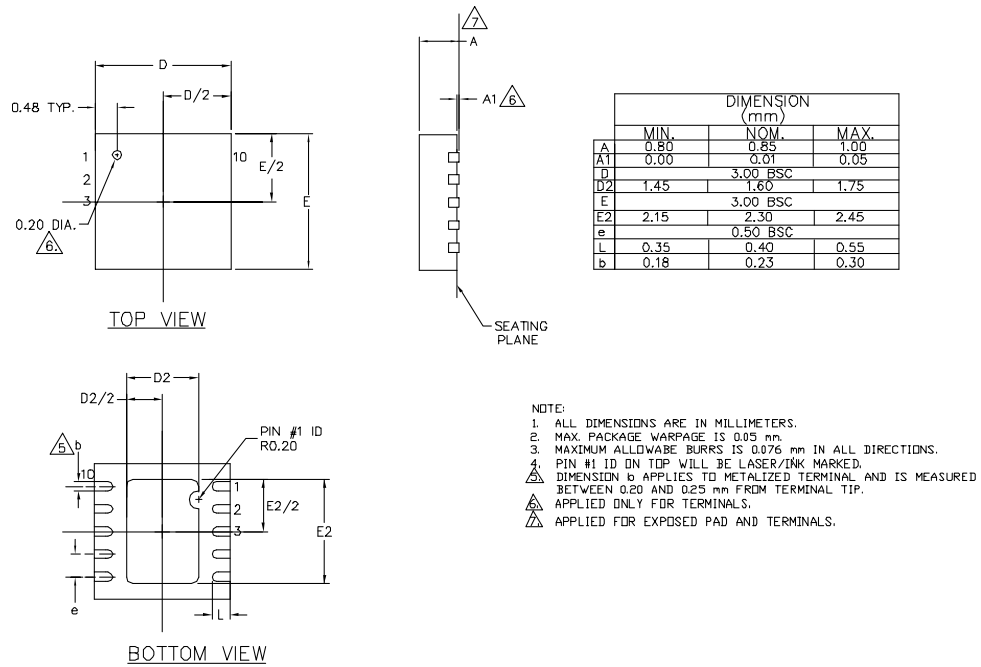 D
D/2
0.48 TYP.
1
2
3
10
E/2
E
0.20 DIA.
6.
TOP VIEW
7
A
A1 6
SEATING
PLANE
DIMENSION
(mm)
MIN. NOM. MAX.
A 0.80 0.85 1.00
A1 0.00 0.01 0.05
D 3.00 BSC
D2 1.45 1.60 1.75
E 3.00 BSC
E2 2.15 2.30 2.45
e 0.50 BSC
L 0.35 0.40 0.55
b 0.18 0.23 0.30
D2
D2/2
PIN #1 ID
R0.20
5 b
10
1
2
3
E2/2
E2
e
L
BOTTOM VIEW
NOTE:
1. ALL DIMENSIONS ARE IN MILLIMETERS.
2. MAX. PACKAGE WARPAGE IS 0.05 mm.
3. MAXIMUM ALLOWABE BURRS IS 0.076 mm IN ALL DIRECTIONS.
4. PIN #1 ID ON TOP WILL BE LASER/INK MARKED.
5. DIMENSION b APPLIES TO METALIZED TERMINAL AND IS MEASURED
BETWEEN 0.20 AND 0.25 mm FROM TERMINAL TIP.
6. APPLIED ONLY FOR TERMINALS.
7. APPLIED FOR EXPOSED PAD AND TERMINALS.